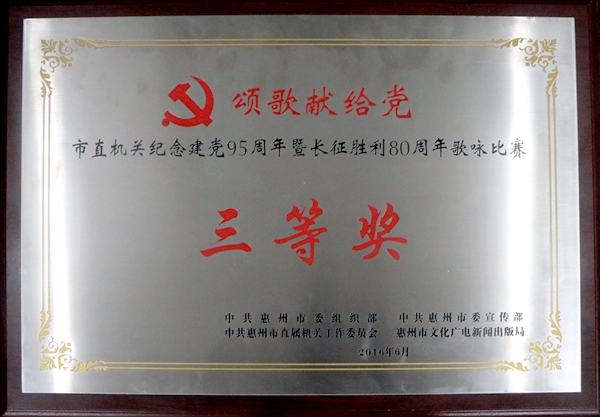 颂歌献给党
市直机关纪念建党95周年暨长征胜利80周年歌咏比赛
三等奖
中共惠州市委组织部 中共惠州市委宣传部
中共惠州市直属机关工作委员会 惠州市文化广电新闻出版局
2016年6月